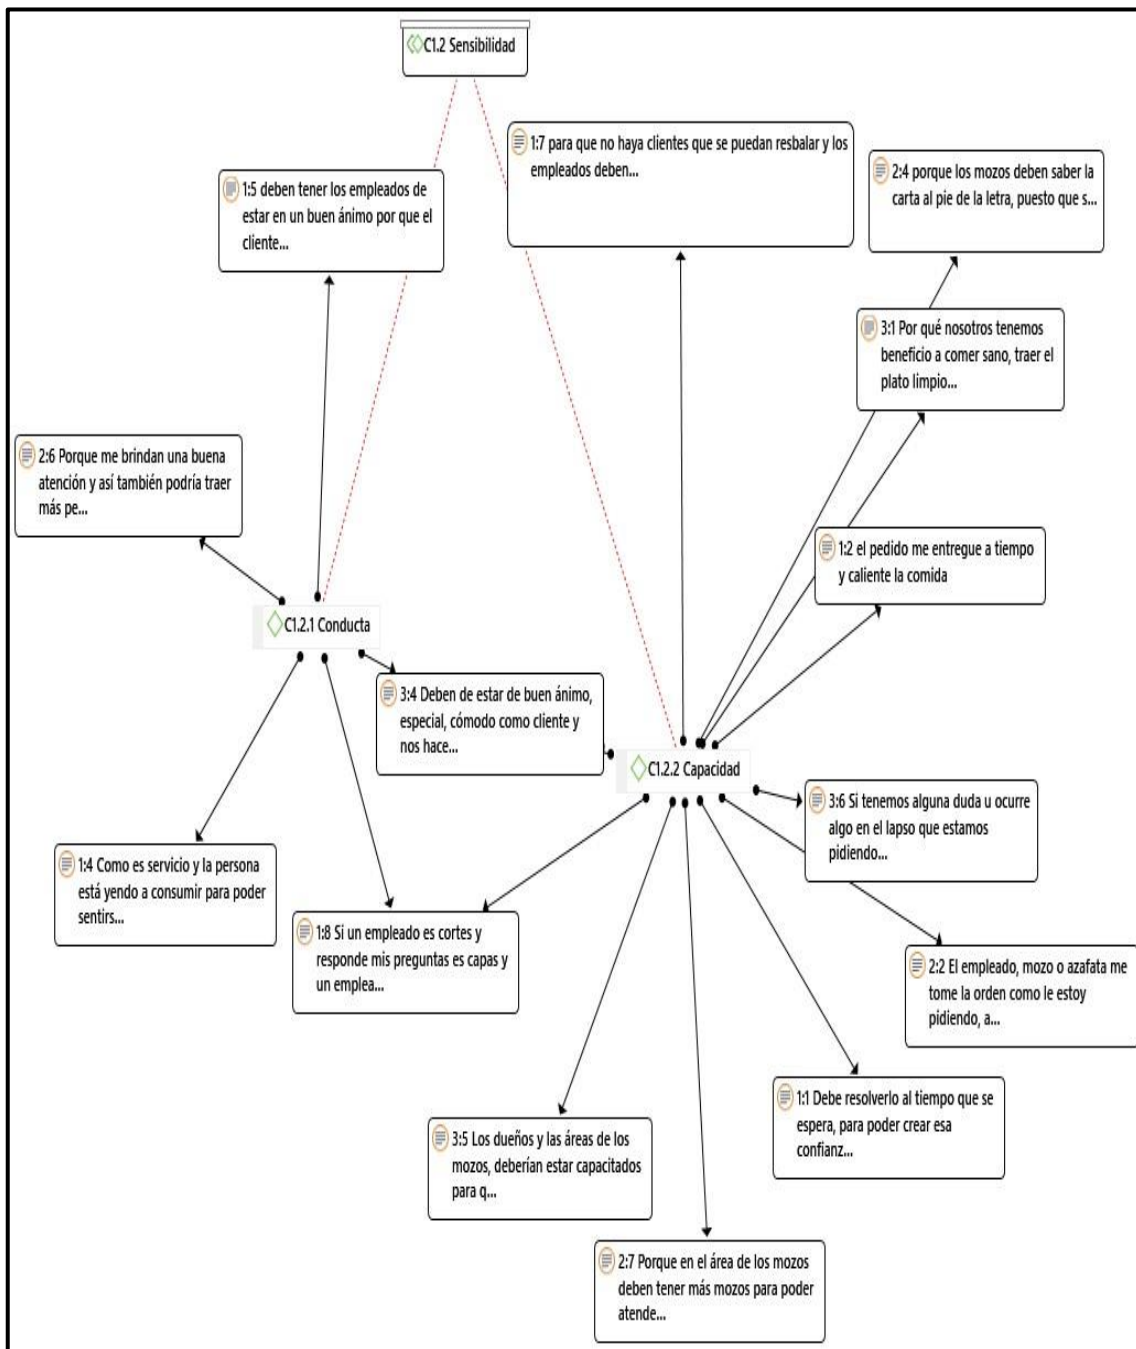 C1.2 Sensibilidad
1:7 para que no haya clientes que se puedan resbalar y los
empleados deben...
2:4 porque los mozos deben saber la
carta al pie de la letra, puesto que s...
1:5 deben tener los empleados de
estar en un buen ánimo por que el
cliente...
3:1 Por qué nosotros tenemos
beneficio a comer sano, traer el
plato limpio...
2:6 Porque me brindan una buena
atención y así también podría traer
más pe...
1:2 el pedido me entregue a tiempo
y caliente la comida
C1.2.1 Conducta
3:4 Deben de estar de buen ánimo,
especial, cómodo como cliente y
nos hace...
C1.2.2 Capacidad
3:6 Si tenemos alguna duda u ocurre
algo en el lapso que estamos
pidiendo...
1:4 Como es servicio y la persona
está yendo a consumir para poder
sentirs...
1:8 Si un empleado es cortes y
responde mis preguntas es capas y
un emplea...
2:2 El empleado, mozo o azafata me
tome la orden como le estoy
pidiendo, a...
1:1 Debe resolverlo al tiempo que se
espera, para poder crear esa
confianz...
3:5 Los dueños y las áreas de los
mozos, deberían estar capacitados
para q...
2:7 Porque en el área de los mozos
deben tener más mozos para poder
atende...